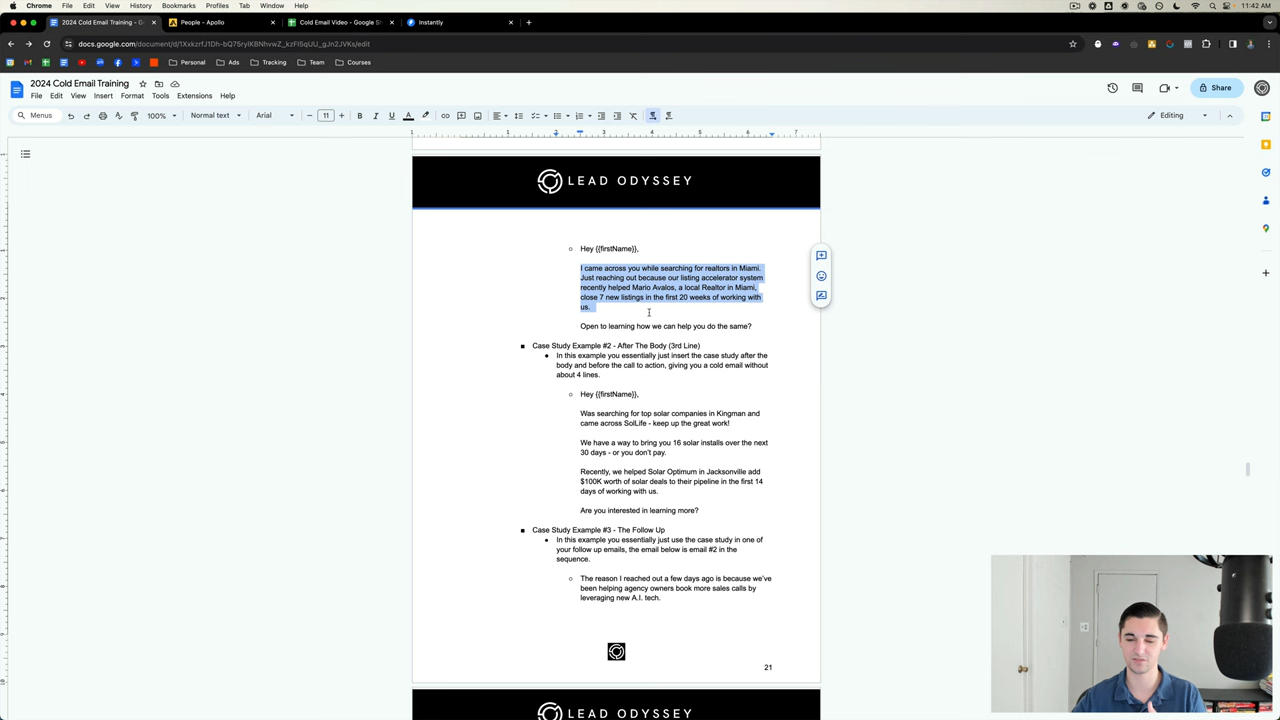 Chrome File Edit View History Bookmarks Profiles Tab Window Help 11:42 AM
2024 Cold Email Training - G People - Apollo Cold Email Video - Google Sh Instantly
Personal Ads Tracking Team Courses
2024 Cold Email Training
File Edit View Insert Format Tools Extensions Help
Share
Menus 100% Normal text Arial 11 Editing
LEAD ODYSSEY
Hey {{firstName}},
I came across you while searching for realtors in Miami.
Just reaching out because our listing accelerator system
recently helped Mario Avalos, a local Realtor in Miami,
close 7 new listings in the first 20 weeks of working with
us.
Open to learning how we can help you do the same?
Case Study Example #2 - After The Body (3rd Line)
In this example you essentially just insert the case study after the
body and before the call to action, giving you a cold email without
about 4 lines.
Hey {{firstName}},
Was searching for top solar companies in Kingman and
came across SolLife - keep up the great work!
We have a way to bring you 16 solar installs over the next
30 days - or you don't pay.
Recently, we helped Solar Optimum in Jacksonville add
$100K worth of solar deals to their pipeline in the first 14
days of working with us.
Are you interested in learning more?
Case Study Example #3 - The Follow Up
In this example you essentially just use the case study in one of
your follow up emails, the email below is email #2 in the
sequence.
The reason I reached out a few days ago is because we've
been helping agency owners book more sales calls by
leveraging new A.I. tech.
21
LEAD ODYSSEY